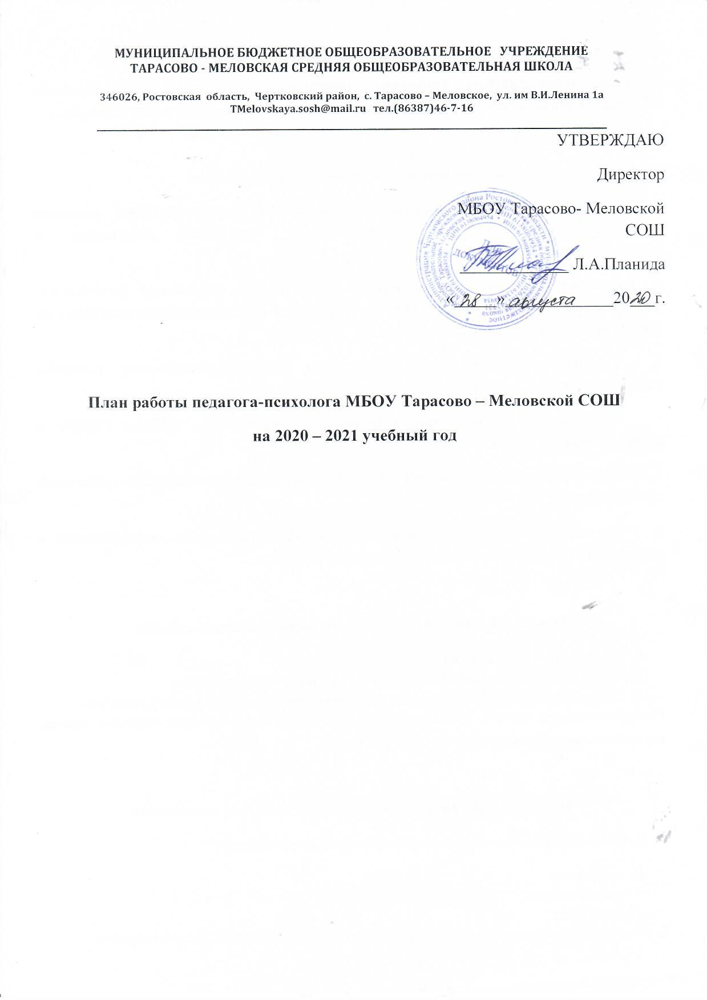 МУНИЦИПАЛЬНОЕ БЮДЖЕТНОЕ ОБЩЕОБРАЗОВАТЕЛЬНОЕ УЧРЕЖДЕНИЕ
ТАРАСОВО - МЕЛОВСКАЯ СРЕДНЯЯ ОБЩЕОБРАЗОВАТЕЛЬНАЯ ШКОЛА
346026, Ростовская область, Чертковский район, с. Тарасово – Меловское, ул. им В.И.Ленина 1а
TMelovskaya.sosh@mail.ru тел.(86387)46-7-16
УТВЕРЖДАЮ
Директор
МБОУ Тарасово- Меловской
СОШ
Л.А.Планида
« 28 » августа 2020 г.
Для
ДОКУМЕНТОВ
План работы педагога-психолога МБОУ Тарасово – Меловской СОШ
на 2020 – 2021 учебный год